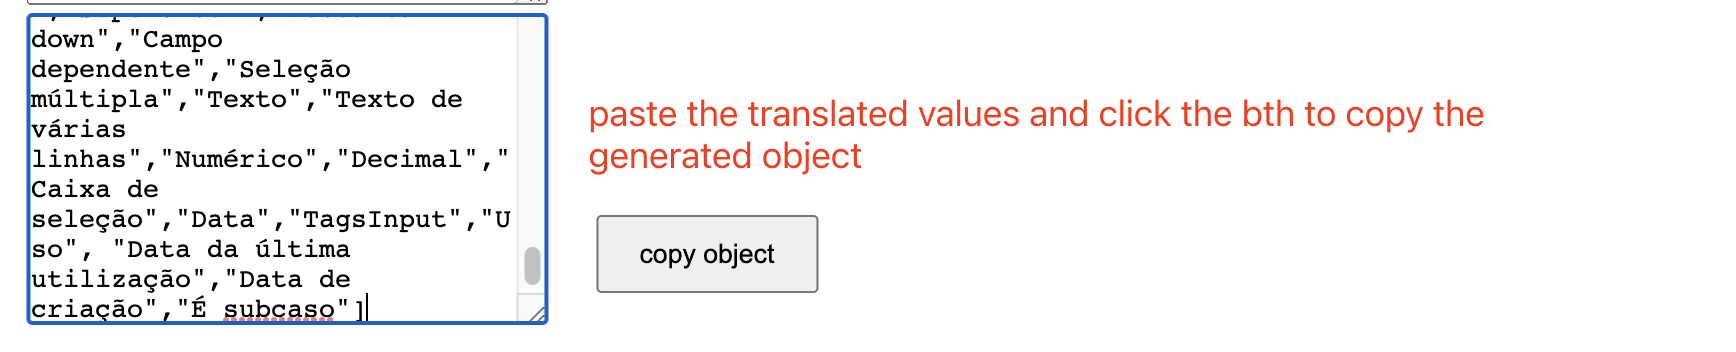 down","Campo
dependente","Seleção
múltipla","Texto","Texto de
várias
linhas","Numérico","Decimal","
Caixa de
seleção","Data","TagsInput","U
so", "Data da última
utilização","Data de
criação","É subcaso"]
paste the translated values and click the bth to copy the
generated object
copy object